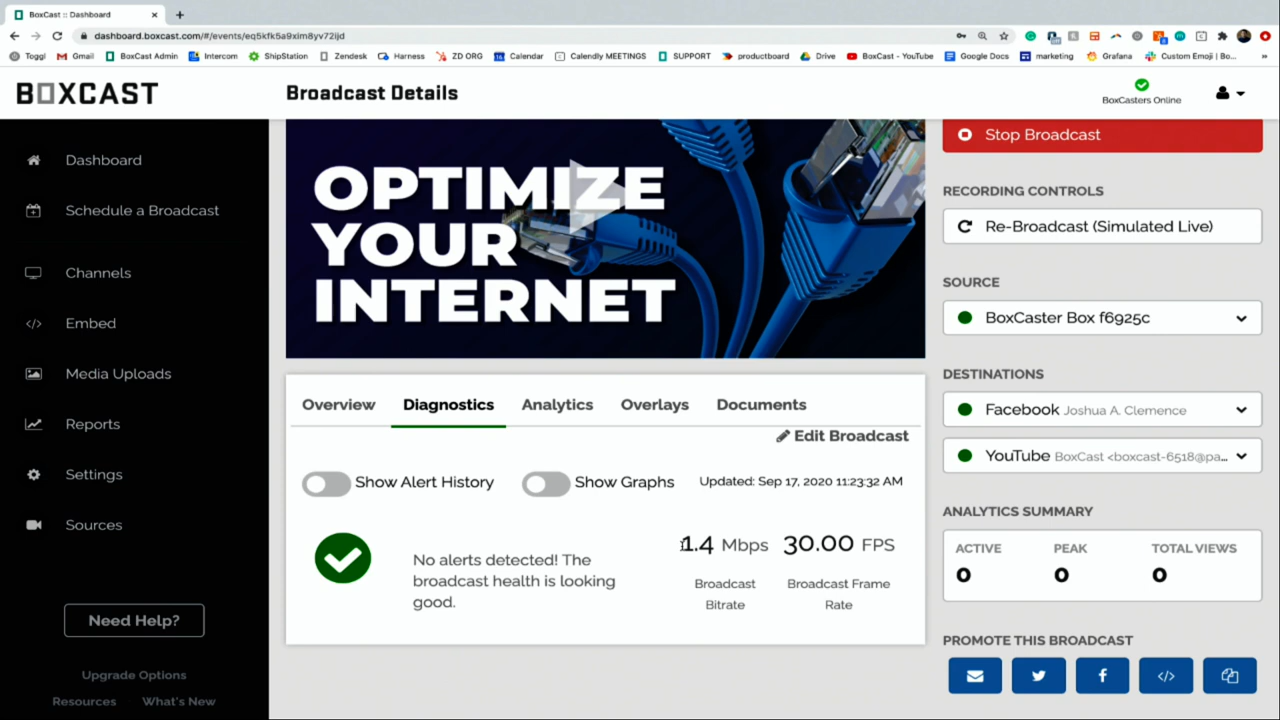 BoxCast :: Dashboard
dashboard.boxcast.com/#/events/eq5kfk5a9xim8yv72ijd
Toggl
Gmail
BoxCast Admin
Intercom
ShipStation
Zendesk
Harness
ZD ORG
Calendar
Calendly MEETINGS
SUPPORT
productboard
Drive
BoxCast - YouTube
Google Docs
marketing
Grafana
Custom Emoji | Bo...
BOXCAST
Broadcast Details
BoxCasters Online
Dashboard
Schedule a Broadcast
Channels
Embed
Media Uploads
Reports
Settings
Sources
Need Help?
Upgrade Options
Resources What's New
OPTIMIZE
YOUR
INTERNET
Overview Diagnostics Analytics Overlays Documents
Edit Broadcast
Show Alert History Show Graphs Updated: Sep 17, 2020 11:23:32 AM
No alerts detected! The
broadcast health is looking
good.
1.4 Mbps
Broadcast
Bitrate
30.00 FPS
Broadcast Frame
Rate
Stop Broadcast
RECORDING CONTROLS
Re-Broadcast (Simulated Live)
SOURCE
BoxCaster Box f6925c
DESTINATIONS
Facebook Joshua A. Clemence
YouTube BoxCast <boxcast-6518@pa...
ANALYTICS SUMMARY
ACTIVE PEAK TOTAL VIEWS
0 0 0
PROMOTE THIS BROADCAST